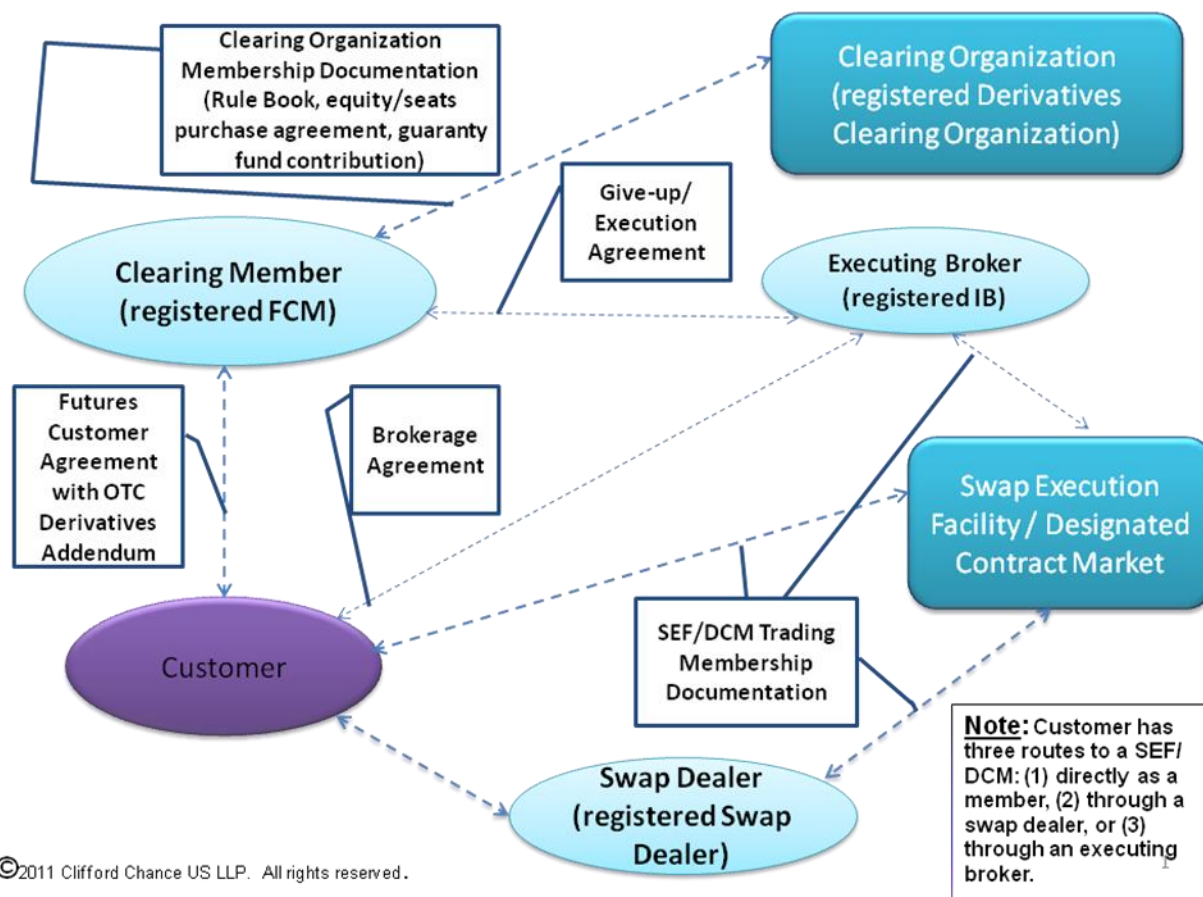 Clearing Organization
Membership Documentation
(Rule Book, equity/seats
purchase agreement, guaranty
fund contribution)
Clearing Organization
(registered Derivatives
Clearing Organization)
Give-up/
Execution
Agreement
Clearing Member
(registered FCM)
Executing Broker
(registered IB)
Futures
Customer
Agreement
with OTC
Derivatives
Addendum
Brokerage
Agreement
Swap Execution
Facility / Designated
Contract Market
Customer
SEF/DCM Trading
Membership
Documentation
Swap Dealer
(registered Swap
Dealer)
Note: Customer has
three routes to a SEF/
DCM: (1) directly as a
member, (2) through a
swap dealer, or (3)
through an executing
broker.
©2011 Clifford Chance US LLP. All rights reserved.